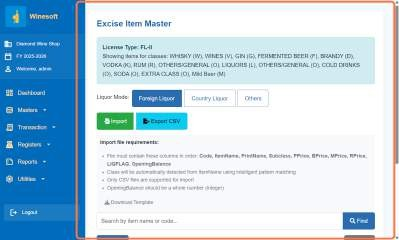 Winesoft
Diamond Wine Shop
FY 2025-2026
Welcome, admin
Dashboard
Masters
Transaction
Registers
Reports
Utilities
Logout
Excise Item Master
License Type: FL-II
Showing items for classes: WHISKY (W), WINES (V), GIN (G), FERMENTED BEER (F), BRANDY (D),
VODKA (K), RUM (R), OTHERS/GENERAL (O), LIQUORS (L), OTHERS/GENERAL (O), COLD DRINKS
(O), SODA (O), EXTRA CLASS (O), Mild Beer (M)
Liquor Mode:
Foreign Liquor
Country Liquor
Others
Import
Export CSV
Import file requirements:
File must contain these columns in order: Code, ItemName, PrintName, Subclass, PPrice, BPrice, MPrice, RPrice,
LIQFLAG, OpeningBalance
Class will be automatically detected from ItemName using intelligent pattern matching
Only CSV files are supported for import
OpeningBalance should be a whole number (integer)
Download Template
Search by item name or code...
Find